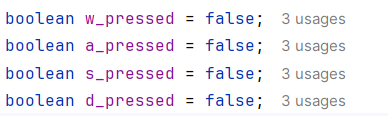 boolean w_pressed = false; 3 usages
boolean a_pressed = false; 3 usages
boolean s_pressed = false; 3 usages
boolean d_pressed = false; 3 usages